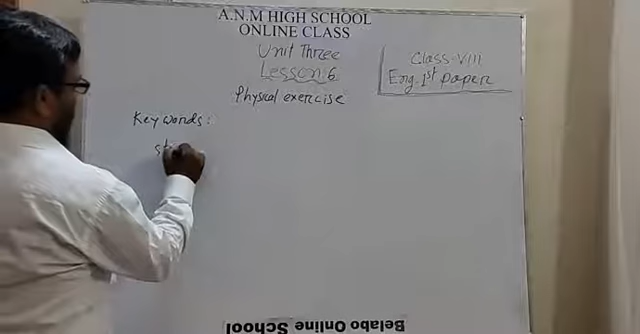 A.N.M HIGH SCHOOL
ONLINE CLASS
Unit Three
Lesson: 6
Physical exercise
Class-VIII
Eng. 1st paper
Key words:
st
Belabo Online School